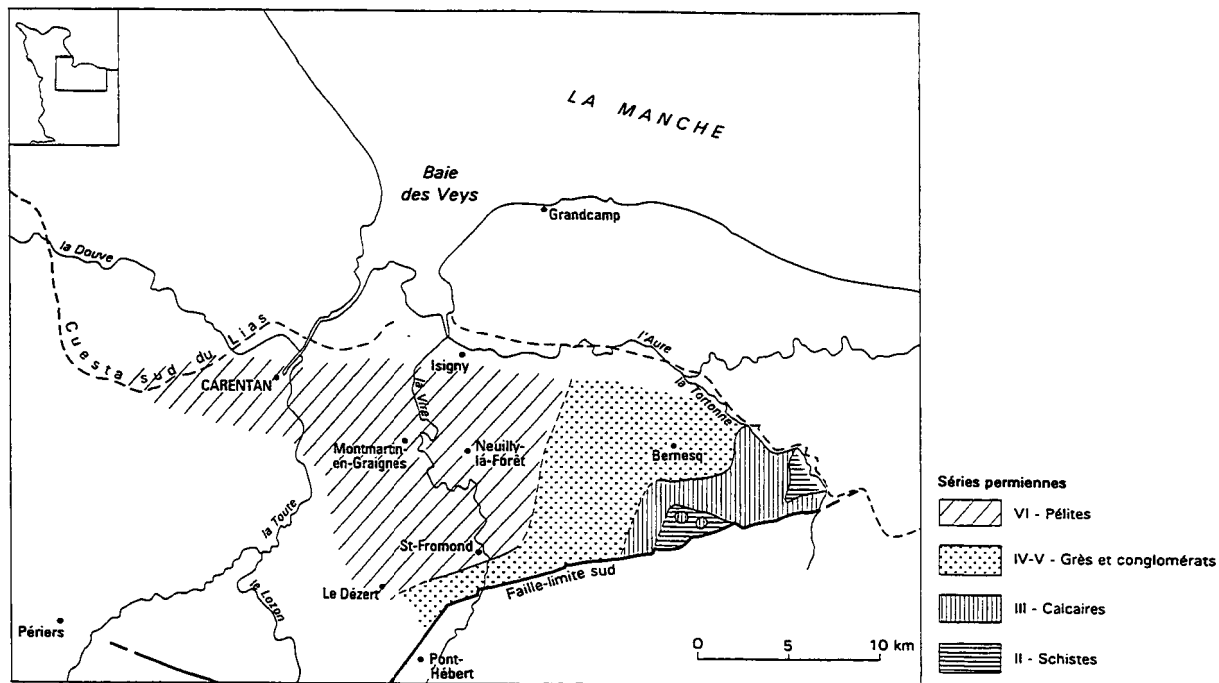 LA MANCHE
Baie
des Veys
Grandcamp
la Douve
Cuesta sud du Lias
l'Aure
Isigny
CARENTAN
la Vire
la Tortonne
Montmartin-
en-Graignes
Neuilly-
la-Forêt
Bernesq
la Toute
St-Fromond
Le Dézert
Faille-limite sud
le Lozon
Périers
Pont-
Hébert
0 5 10 km
Séries permiennes
VI - Pélites
IV-V - Grès et conglomérats
III - Calcaires
II - Schistes